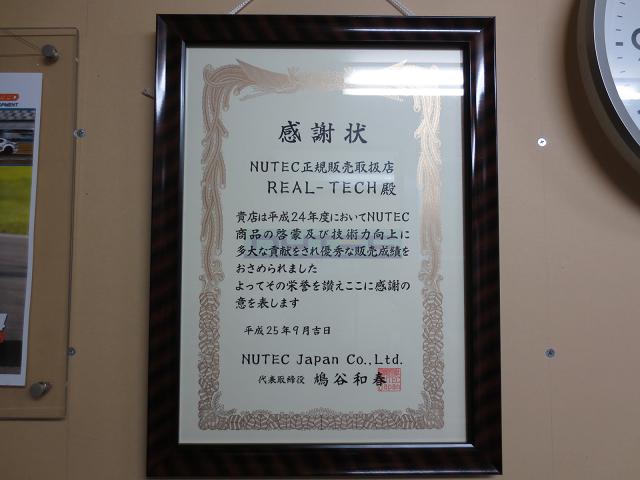 感謝状
NUTEC正規販売取扱店
REAL-TECH殿
貴店は平成24年度においてNUTEC
商品の啓蒙及び技術力向上に
多大な貢献をされ優秀な販売成績を
おさめられました
よってその栄誉を讃えここに感謝の
意を表します
平成25年9月吉日
NUTEC Japan Co.,Ltd.
代表取締役 鳩谷和春